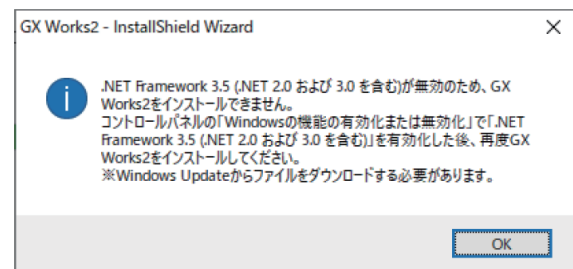 GX Works2 - InstallShield Wizard
.NET Framework 3.5 (.NET 2.0 および 3.0 を含む)が無効のため、GX
Works2をインストールできません。
コントロールパネルの「Windowsの機能の有効化または無効化」で「.NET
Framework 3.5 (.NET 2.0 および 3.0 を含む)」を有効化した後、再度GX
Works2をインストールしてください。
※Windows Updateからファイルをダウンロードする必要があります。
OK